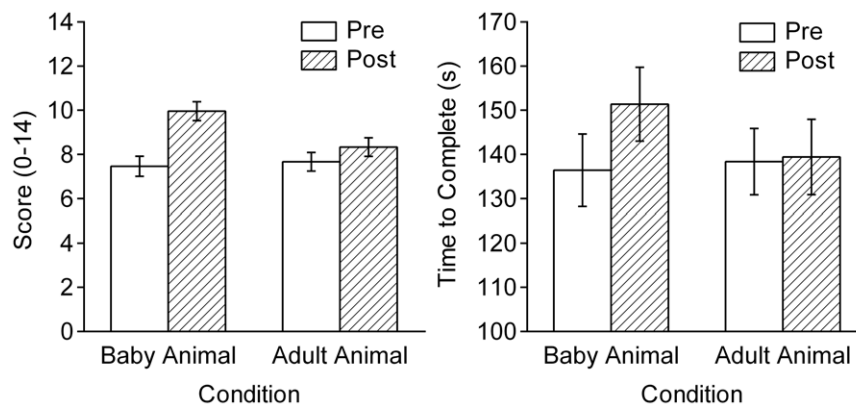 Score (0-14)
14
12
10
8
6
4
2
0
Pre
Post
Baby Animal
Adult Animal
Condition
Time to Complete (s)
170
160
150
140
130
120
110
100
Pre
Post
Baby Animal
Adult Animal
Condition